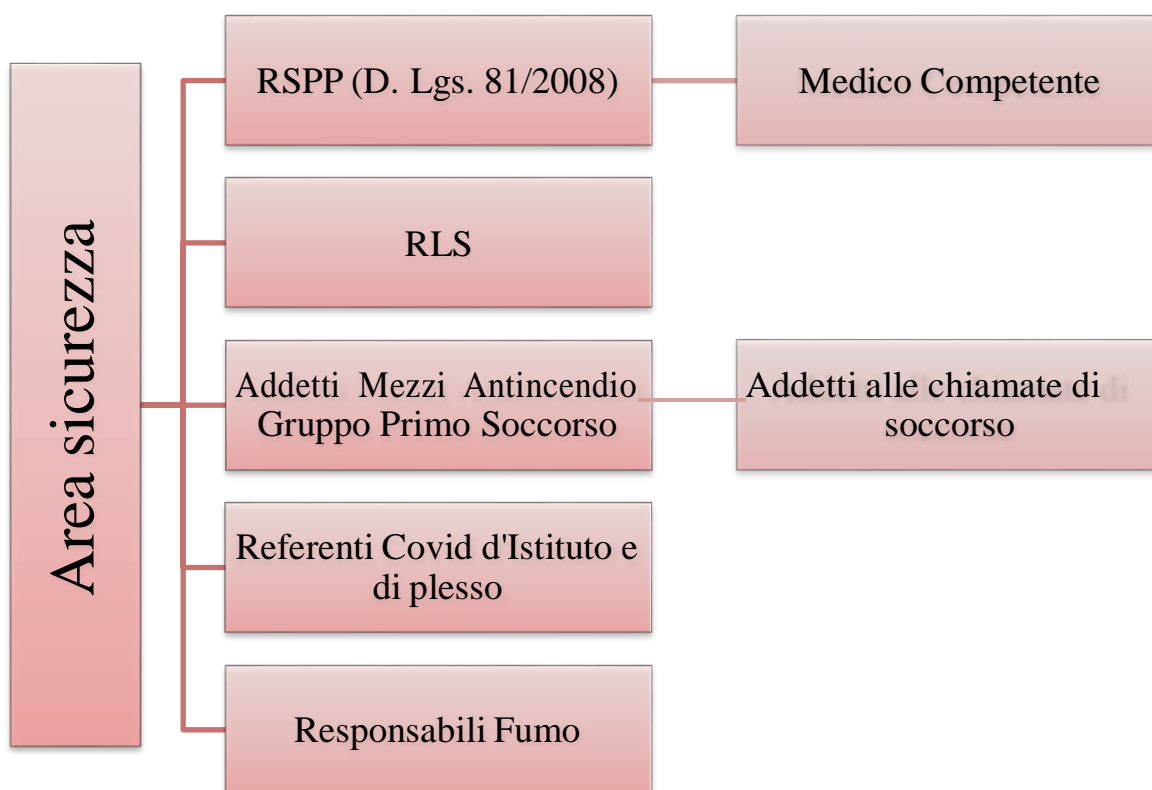 Area sicurezza
RSPP (D. Lgs. 81/2008)
Medico Competente
RLS
Addetti Mezzi Antincendio
Gruppo Primo Soccorso
Addetti alle chiamate di
soccorso
Referenti Covid d'Istituto e
di plesso
Responsabili Fumo